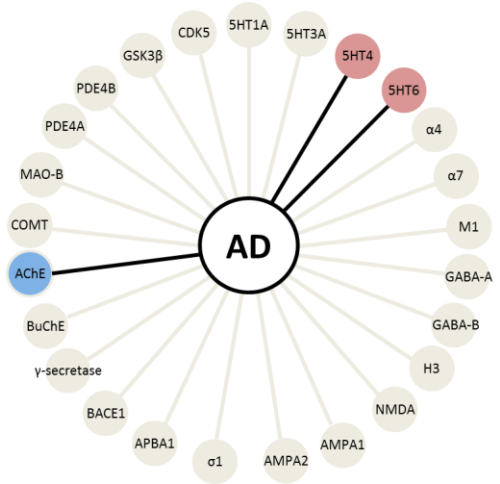 5HT1A
5HT3A
5HT4
5HT6
α4
α7
M1
GABA-A
GABA-B
H3
NMDA
AMPA1
AMPA2
σ1
APBA1
BACE1
γ-secretase
BuChE
AChE
COMT
MAO-B
PDE4A
PDE4B
GSK3β
CDK5
AD